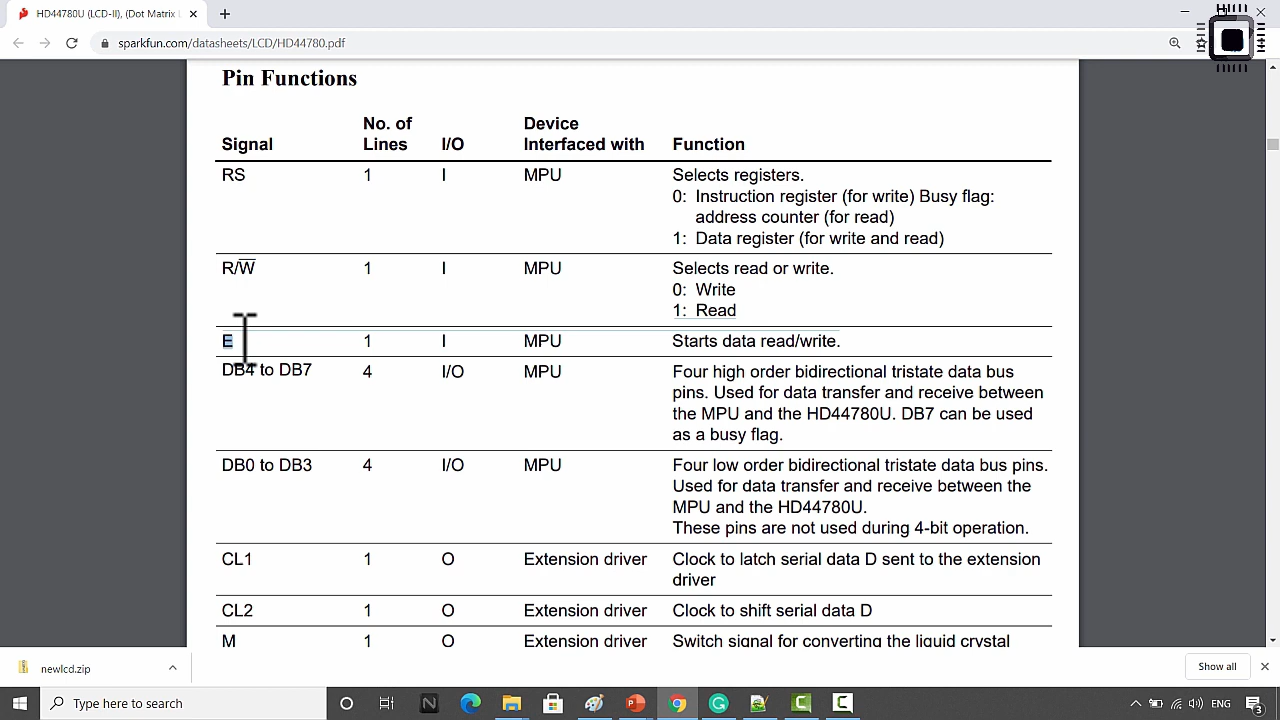 HD44780U (LCD-II), (Dot Matrix L
sparkfun.com/datasheets/LCD/HD44780.pdf
Pin Functions
Signal No. of Lines I/O Device Interfaced with Function
RS 1 I MPU Selects registers.
0: Instruction register (for write) Busy flag:
address counter (for read)
1: Data register (for write and read)
R/W̅ 1 I MPU Selects read or write.
0: Write
1: Read
E 1 I MPU Starts data read/write.
DB4 to DB7 4 I/O MPU Four high order bidirectional tristate data bus
pins. Used for data transfer and receive between
the MPU and the HD44780U. DB7 can be used
as a busy flag.
DB0 to DB3 4 I/O MPU Four low order bidirectional tristate data bus pins.
Used for data transfer and receive between the
MPU and the HD44780U.
These pins are not used during 4-bit operation.
CL1 1 O Extension driver Clock to latch serial data D sent to the extension
driver
CL2 1 O Extension driver Clock to shift serial data D
M 1 O Extension driver Switch signal for converting the liquid crystal
newlcd.zip
Show all
Type here to search
ENG
3